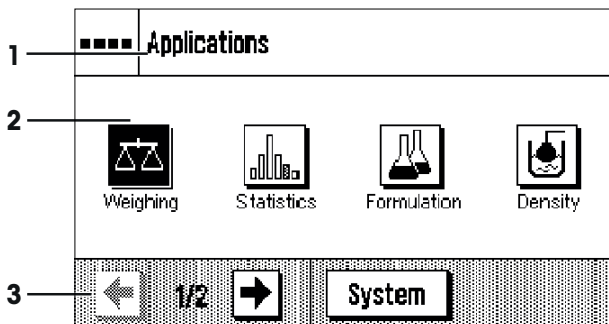 1 Applications
2
Weighing Statistics Formulation Density
3 1/2 System